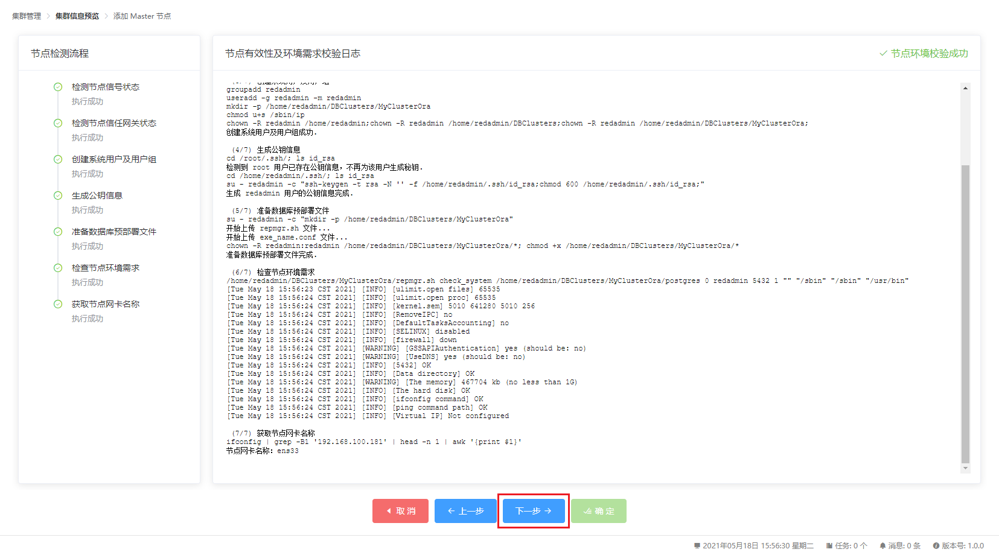 集群管理 > 集群信息预览 > 添加 Master 节点
节点检测流程
检测节点信号状态
执行成功
检测节点信任网关状态
执行成功
创建系统用户及用户组
执行成功
生成公钥信息
执行成功
准备数据库预部署文件
执行成功
检查节点环境需求
执行成功
获取节点网卡名称
执行成功
节点有效性及环境需求校验日志
节点环境校验成功
groupadd redadmin
useradd -g redadmin -m redadmin
mkdir -p /home/redadmin/DBClusters/MyClusterOra
chmod u+s /sbin/ip
chown -R redadmin /home/redadmin;chown -R redadmin /home/redadmin/DBClusters;chown -R redadmin /home/redadmin/DBClusters/MyClusterOra;
创建系统用户及用户组成功.
(4/7) 生成公钥信息
cd /root/.ssh/; ls id_rsa
检测到 root 用户已存在公钥信息，不再为该用户生成秘钥.
cd /home/redadmin/.ssh/; ls id_rsa
su - redadmin -c "ssh-keygen -t rsa -N '' -f /home/redadmin/.ssh/id_rsa;chmod 600 /home/redadmin/.ssh/id_rsa;"
生成 redadmin 用户的公钥信息完成.
(5/7) 准备数据库预部署文件
su - redadmin -c "mkdir -p /home/redadmin/DBClusters/MyClusterOra"
开始上传 repmgr.sh 文件...
开始上传 exe_name.conf 文件...
chown -R redadmin:redadmin /home/redadmin/DBClusters/MyClusterOra/*; chmod +x /home/redadmin/DBClusters/MyClusterOra/*
准备数据库预部署文件完成.
(6/7) 检查节点环境需求
/home/redadmin/DBClusters/MyClusterOra/repmgr.sh check_system /home/redadmin/DBClusters/MyClusterOra/postgres 0 redadmin 5432 1 "" "/sbin" "/sbin" "/usr/bin"
[Tue May 18 15:56:23 CST 2021] [INFO] [ulimit.open files] 65535
[Tue May 18 15:56:24 CST 2021] [INFO] [ulimit.open proc] 65535
[Tue May 18 15:56:24 CST 2021] [INFO] [kernel.sem] 5010 641280 5010 256
[Tue May 18 15:56:24 CST 2021] [INFO] [RemoveIPC] no
[Tue May 18 15:56:24 CST 2021] [INFO] [DefaultTasksAccounting] no
[Tue May 18 15:56:24 CST 2021] [INFO] [SELINUX] disabled
[Tue May 18 15:56:24 CST 2021] [INFO] [firewall] down
[Tue May 18 15:56:24 CST 2021] [WARNING] [GSSAPIAuthentication] yes (should be: no)
[Tue May 18 15:56:24 CST 2021] [WARNING] [UseDNS] yes (should be: no)
[Tue May 18 15:56:24 CST 2021] [INFO] [5432] OK
[Tue May 18 15:56:24 CST 2021] [INFO] [Data directory] OK
[Tue May 18 15:56:24 CST 2021] [WARNING] [The memory] 467704 kb (no less than 1G)
[Tue May 18 15:56:24 CST 2021] [INFO] [The hard disk] OK
[Tue May 18 15:56:24 CST 2021] [INFO] [ifconfig command] OK
[Tue May 18 15:56:24 CST 2021] [INFO] [ping command path] OK
[Tue May 18 15:56:24 CST 2021] [INFO] [Virtual IP] Not configured
(7/7) 获取节点网卡名称
ifconfig | grep -B1 '192.168.100.181' | head -n 1 | awk '{print $1}'
节点网卡名称: ens33
取 消 ← 上一步 下一步 → 确 定
2021年05月18日 15:56:30 星期二 任务: 0 个 消息: 0 条 版本号: 1.0.0